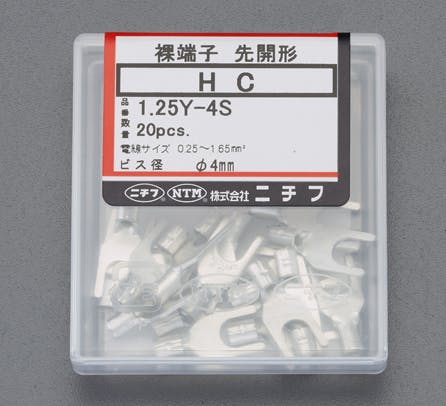 裸端子 先開形
H C
品番 1.25Y-4S
数量 20pcs.
電線サイズ 0.25〜1.65mm²
ビス径 φ4mm
ニチフ® NTM® 株式会社 ニチフ